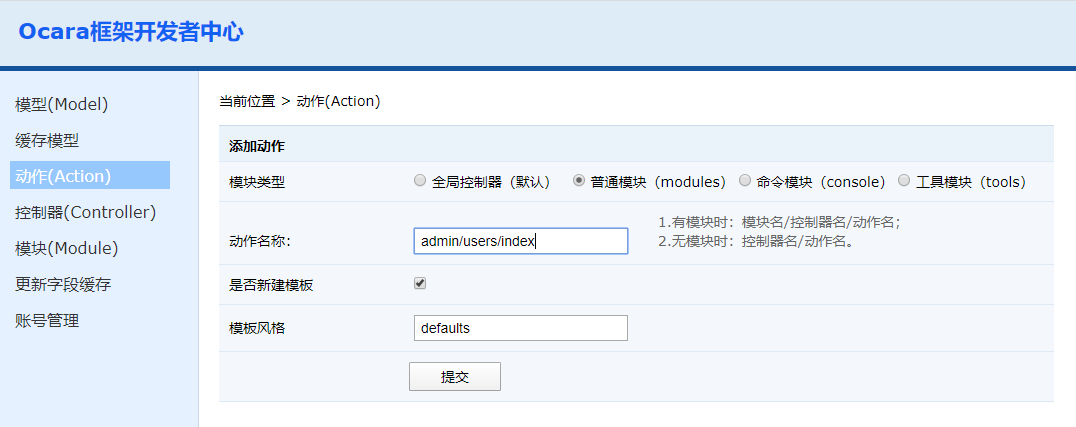 Ocara框架开发者中心
模型(Model)
缓存模型
动作(Action)
控制器(Controller)
模块(Module)
更新字段缓存
账号管理
当前位置 > 动作(Action)
添加动作
模块类型 全局控制器（默认） 普通模块（modules） 命令模块（console） 工具模块（tools）
动作名称： admin/users/index
1.有模块时：模块名/控制器名/动作名；
2.无模块时：控制器名/动作名。
是否新建模板
模板风格 defaults
提交